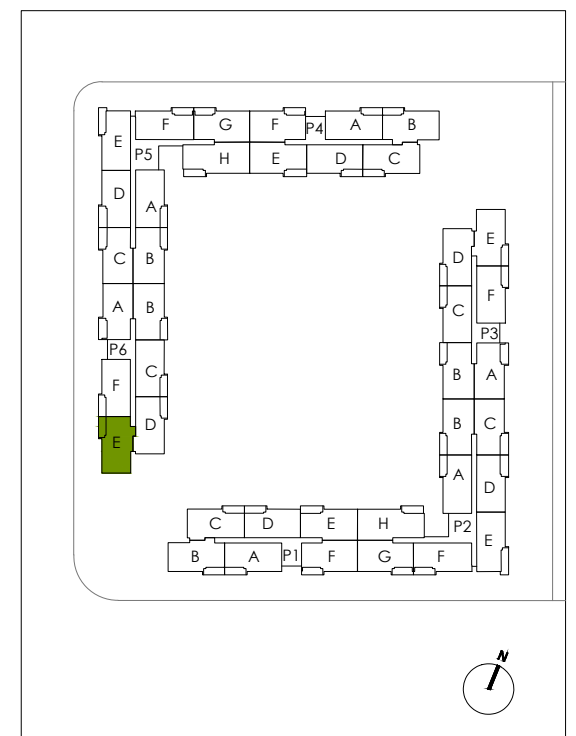 F G F P4 A B
E P5 H E D C
D A
C B
A B
P6
F C
E D
E
D F
C P3
B A
B C
A D
P2 E
C D E H
B A P1 F G F
N